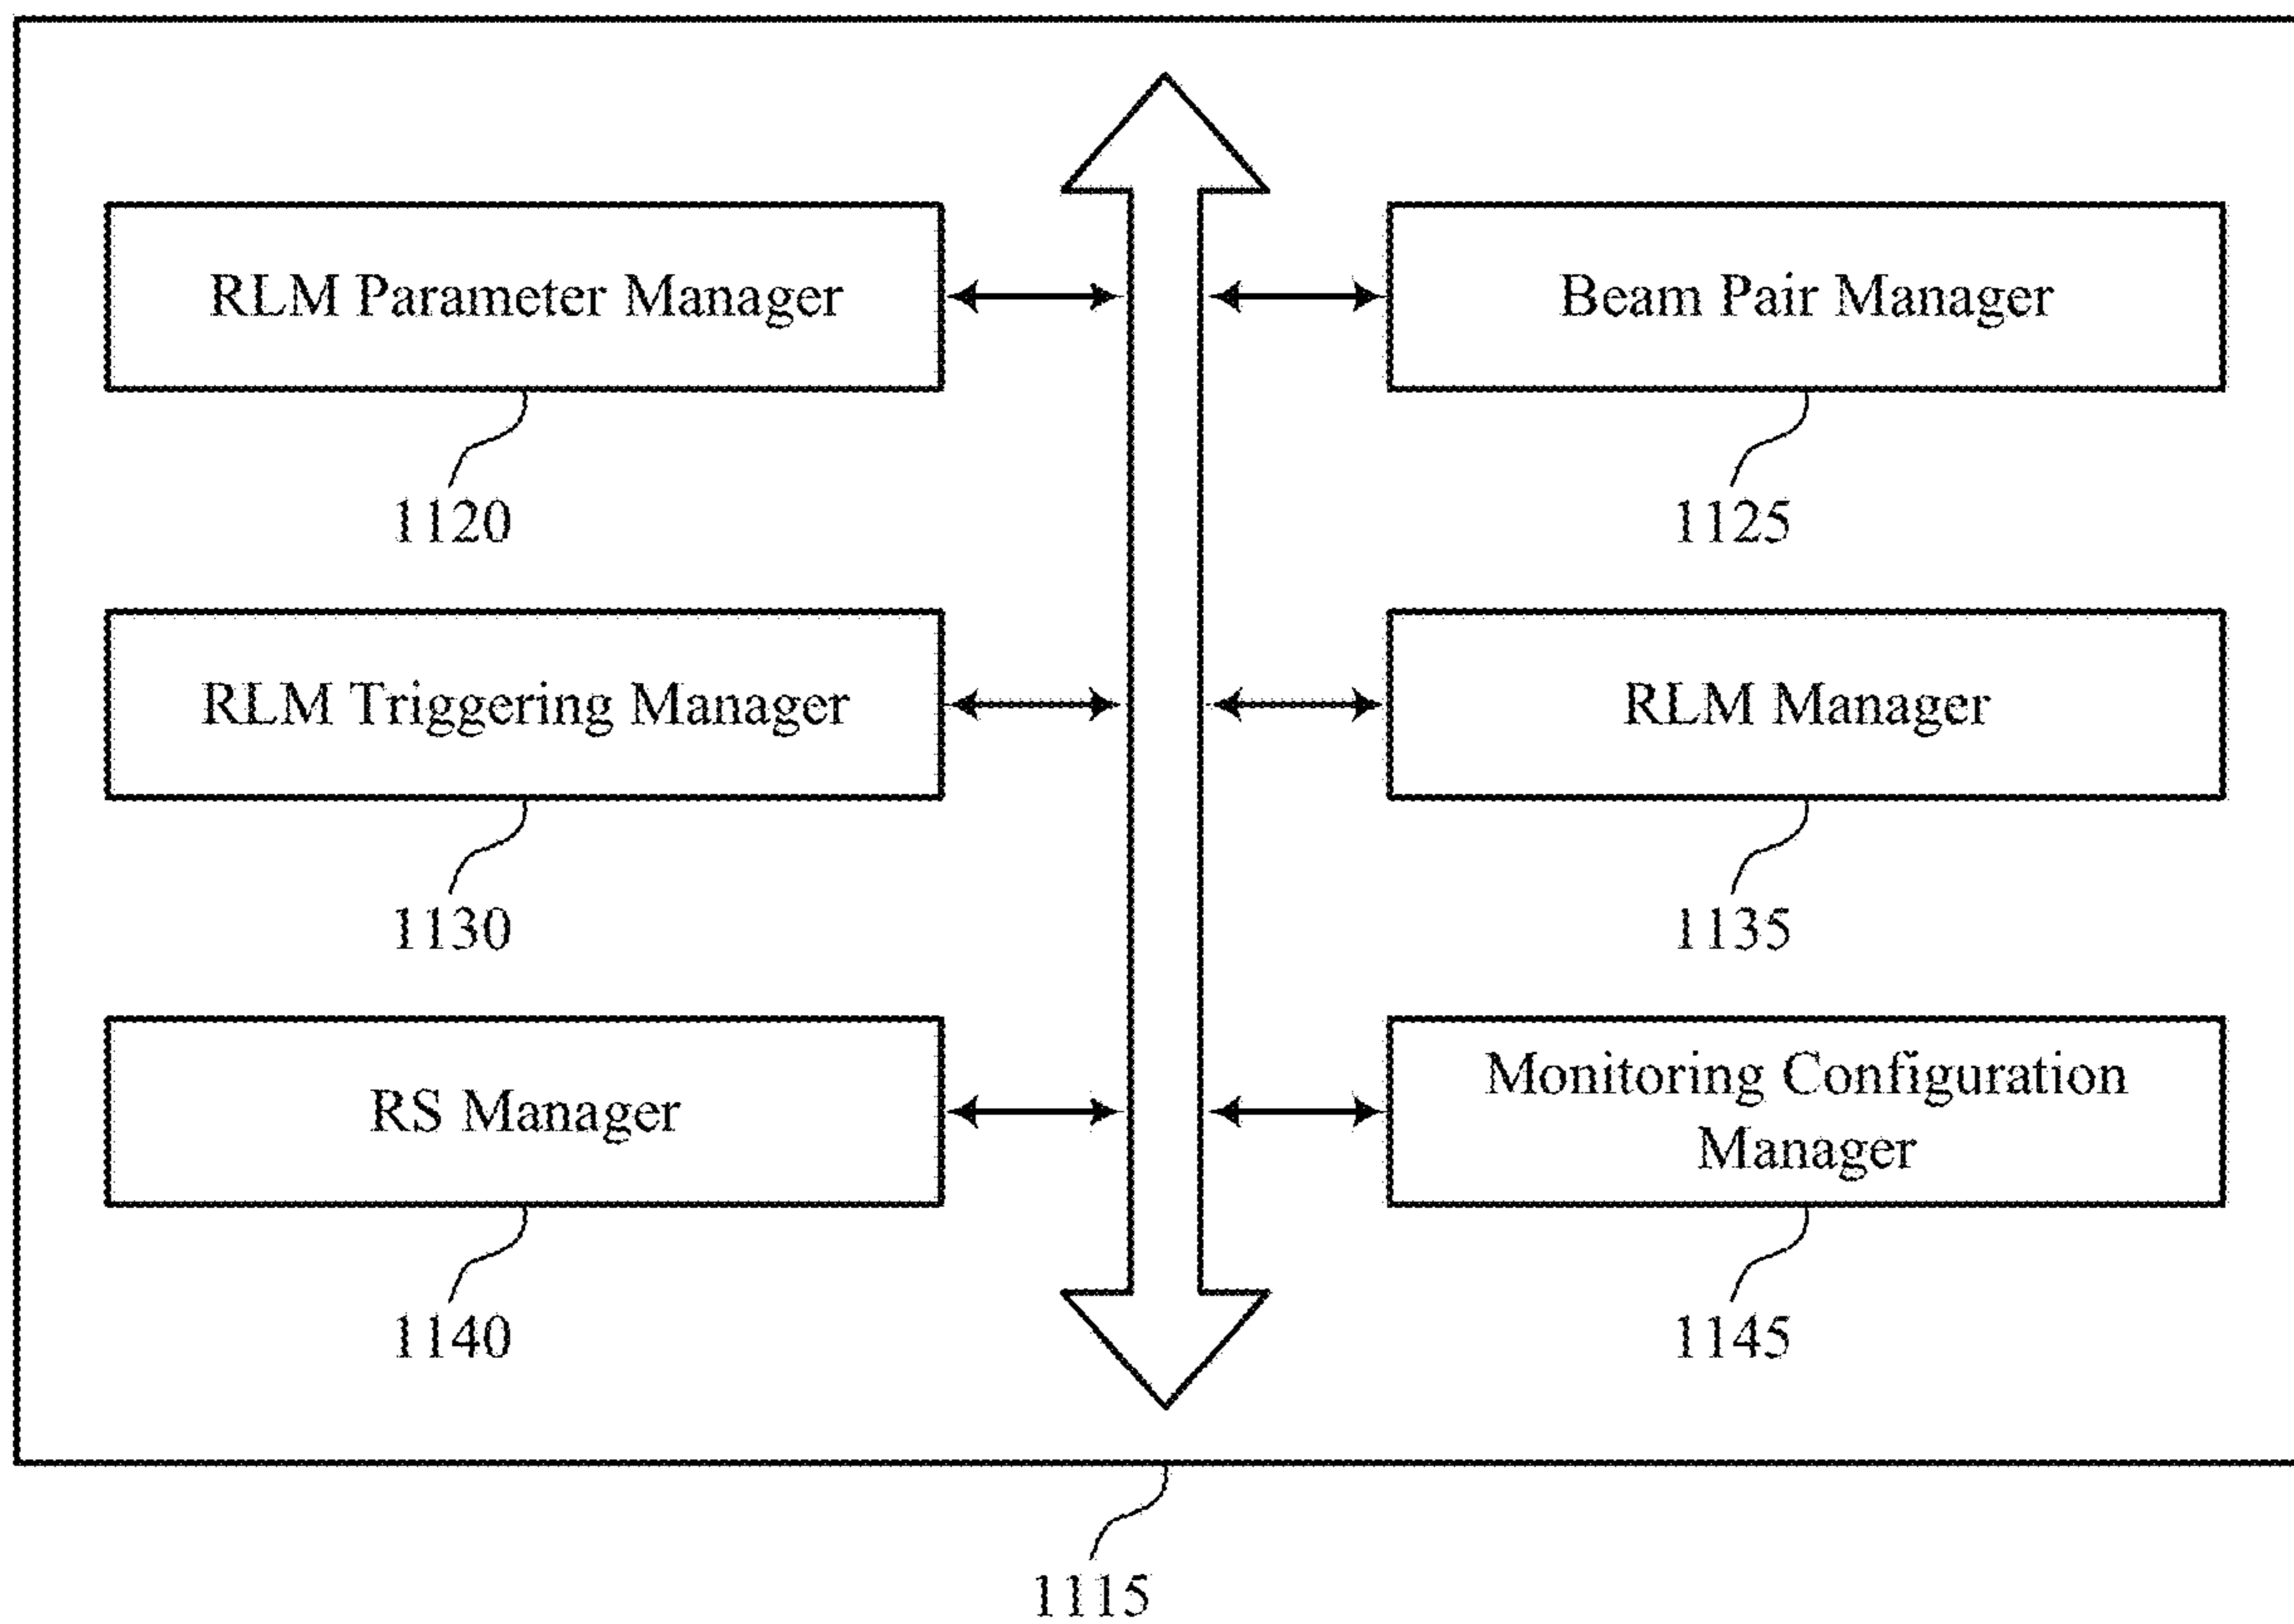 RLM Parameter Manager
Beam Pair Manager
1120
1125
RLM Triggering Manager
RLM Manager
1130
1135
RS Manager
Monitoring Configuration
Manager
1140
1145
1115